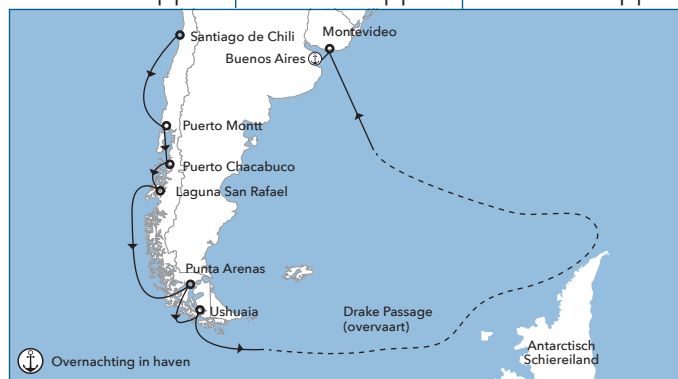 Santiago de Chili
Montevideo
Buenos Aires
Puerto Montt
Puerto Chacabuco
Laguna San Rafael
Punta Arenas
Ushuaia
Drake Passage
(overvaart)
Antarctisch
Schiereiland
Overnachting in haven